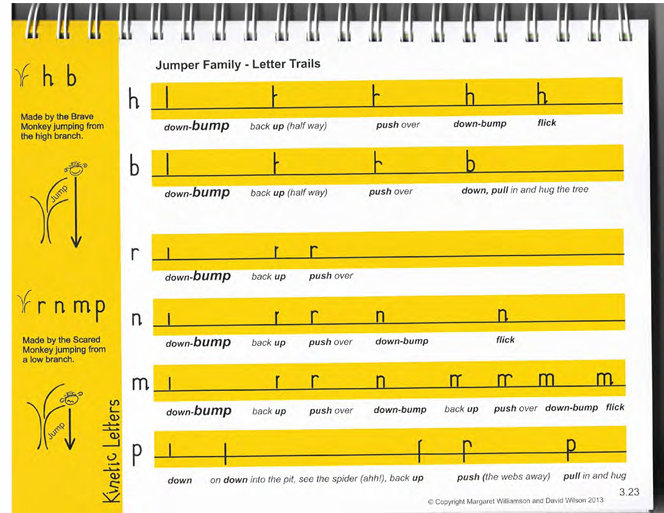 Jumper Family - Letter Trails
h b
Made by the Brave
Monkey jumping from
the high branch.
Jump
h
down-bump back up (half way) push over down-bump flick
b
down-bump back up (half way) push over down, pull in and hug the tree
r
down-bump back up push over
r n m p
Made by the Scared
Monkey jumping from
a low branch.
Jump
n
down-bump back up push over down-bump flick
m
down-bump back up push over down-bump back up push over down-bump flick
p
down on down into the pit, see the spider (ahh!), back up push (the webs away) pull in and hug
Kinetic Letters
3.23
© Copyright Margaret Williamson and David Wilson 2013